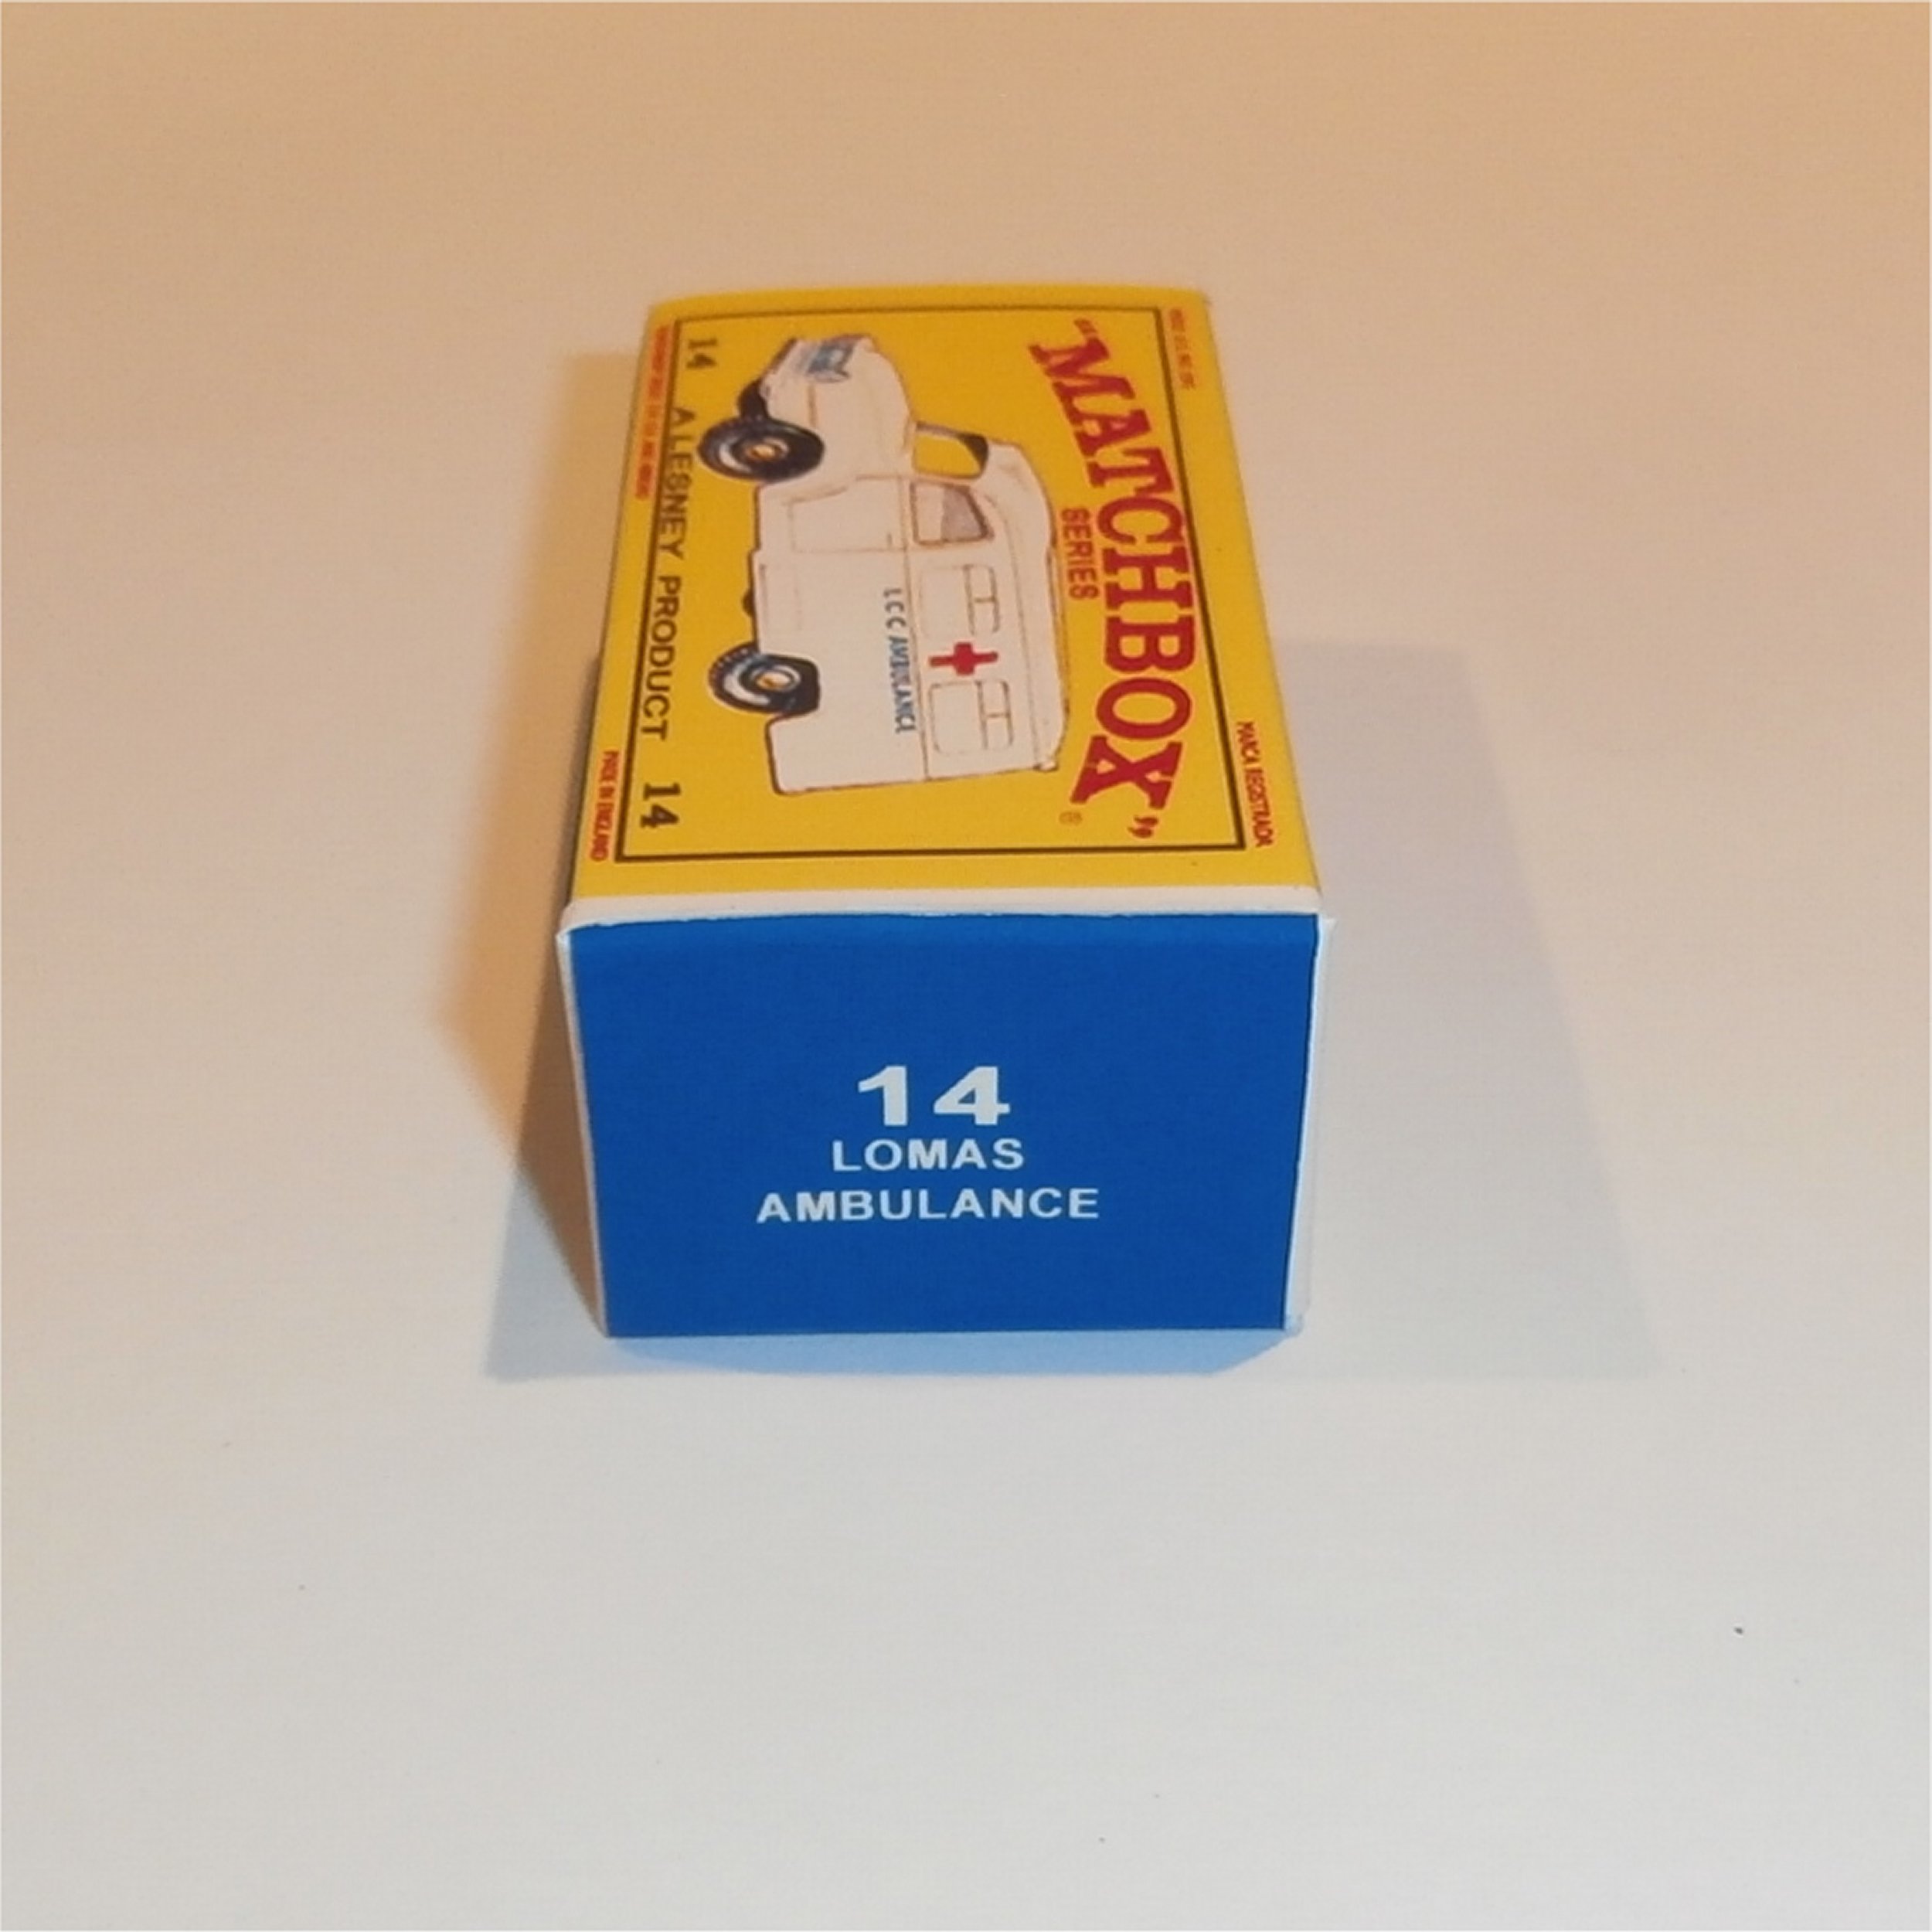 "MATCHBOX"
SERIES
®
MARCA REGISTRADA
L C C AMBULANCE
14 A LESNEY PRODUCT 14
MADE IN ENGLAND
14
LOMAS
AMBULANCE